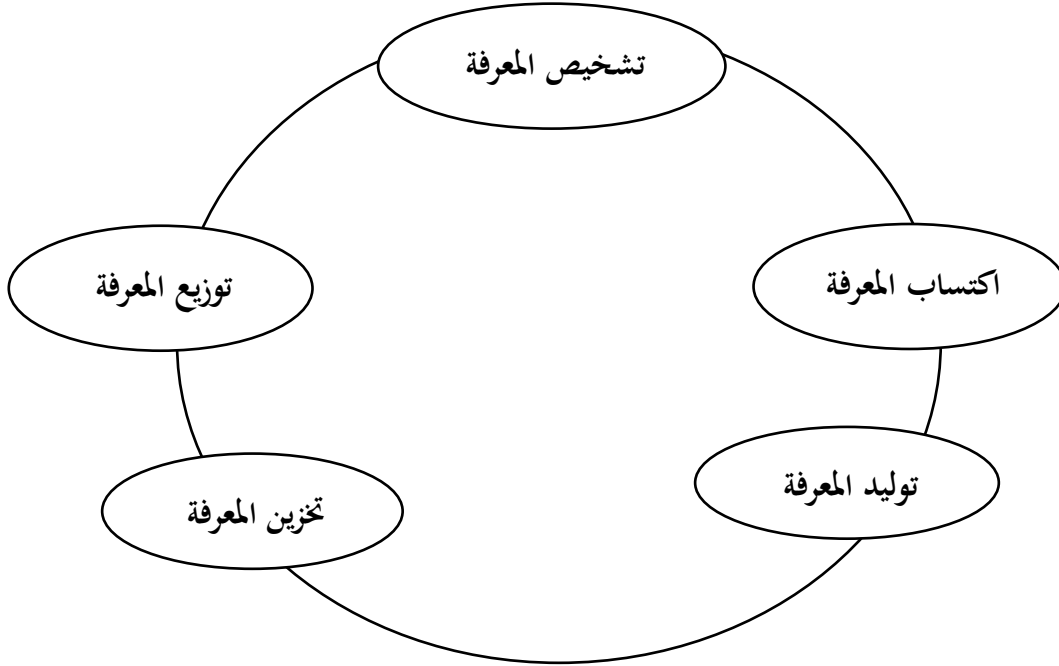 تشخيص المعرفة
اكتساب المعرفة
توزيع المعرفة
توليد المعرفة
تخزين المعرفة